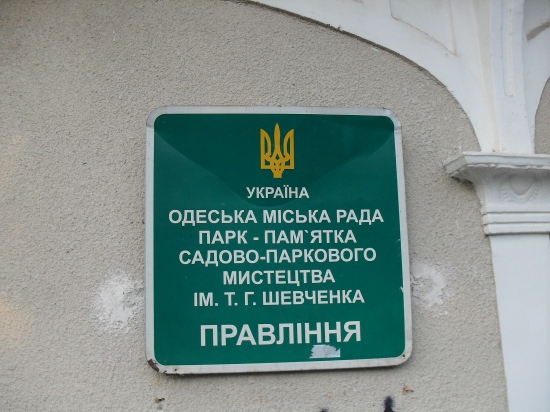 УКРАЇНА
ОДЕСЬКА МІСЬКА РАДА
ПАРК - ПАМ`ЯТКА
САДОВО-ПАРКОВОГО
МИСТЕЦТВА
ІМ. Т. Г. ШЕВЧЕНКА
ПРАВЛІННЯ